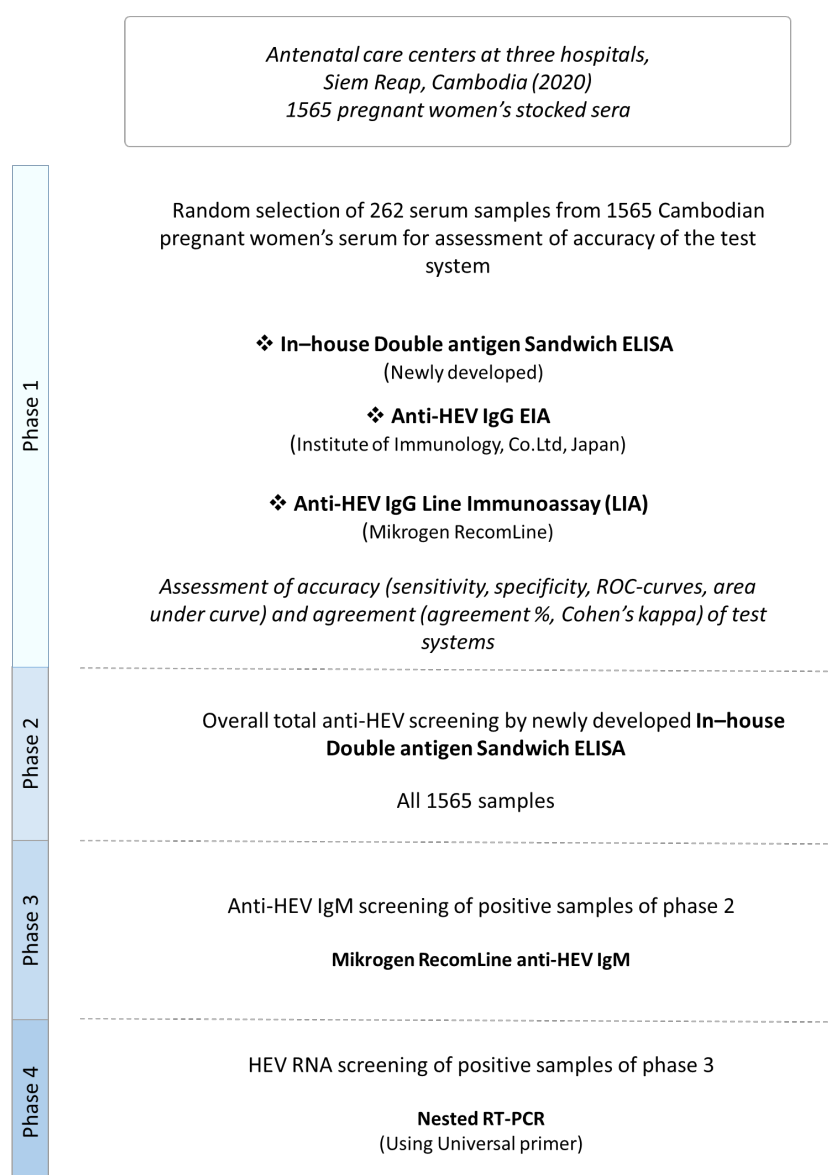 Antenatal care centers at three hospitals,
Siem Reap, Cambodia (2020)
1565 pregnant women's stocked sera
Phase 1
Random selection of 262 serum samples from 1565 Cambodian
pregnant women's serum for assessment of accuracy of the test
system
❖ In–house Double antigen Sandwich ELISA
(Newly developed)
❖ Anti-HEV IgG EIA
(Institute of Immunology, Co.Ltd, Japan)
❖ Anti-HEV IgG Line Immunoassay (LIA)
(Mikrogen RecomLine)
Assessment of accuracy (sensitivity, specificity, ROC-curves, area
under curve) and agreement (agreement %, Cohen's kappa) of test
systems
Phase 2
Overall total anti-HEV screening by newly developed In–house
Double antigen Sandwich ELISA
All 1565 samples
Phase 3
Anti-HEV IgM screening of positive samples of phase 2
Mikrogen RecomLine anti-HEV IgM
Phase 4
HEV RNA screening of positive samples of phase 3
Nested RT-PCR
(Using Universal primer)